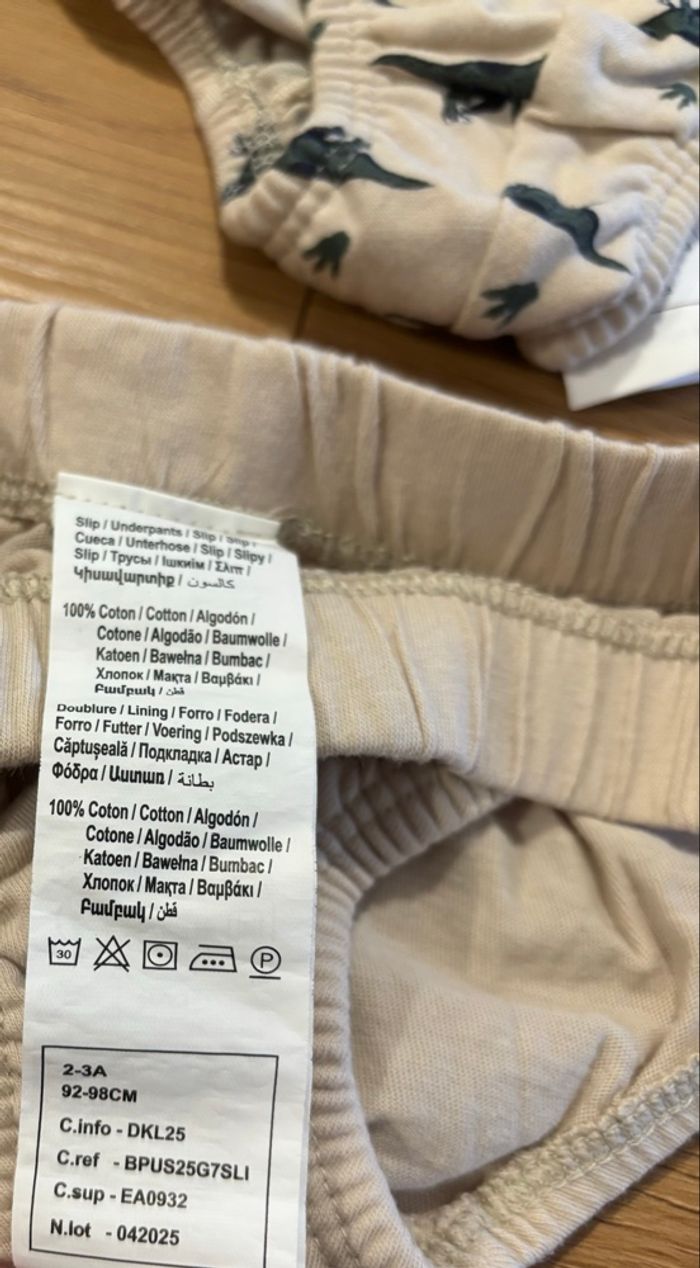 Slip / Underpants / Slip / Slip /
Cueca / Unterhose / Slip / Slipy /
Slip / Трусы / Ішкиім / Σλιπ /
Կիսավարտիք / كالسون /
100% Coton / Cotton / Algodón /
Cotone / Algodão / Baumwolle /
Katoen / Bawełna / Bumbac /
Хлопок / Мақта / Βαμβάκι /
Բամբակ / قطن
Doublure / Lining / Forro / Fodera /
Forro / Futter / Voering / Podszewka /
Căptușeală / Подкладка / Астар /
Φόδρα / Աստառ / بطانة
100% Coton / Cotton / Algodón /
Cotone / Algodão / Baumwolle /
Katoen / Bawełna / Bumbac /
Хлопок / Мақта / Βαμβάκι /
Բամբակ / قطن
30 P
2-3A
92-98CM
C.info - DKL25
C.ref - BPUS25G7SLI
C.sup - EA0932
N.lot - 042025